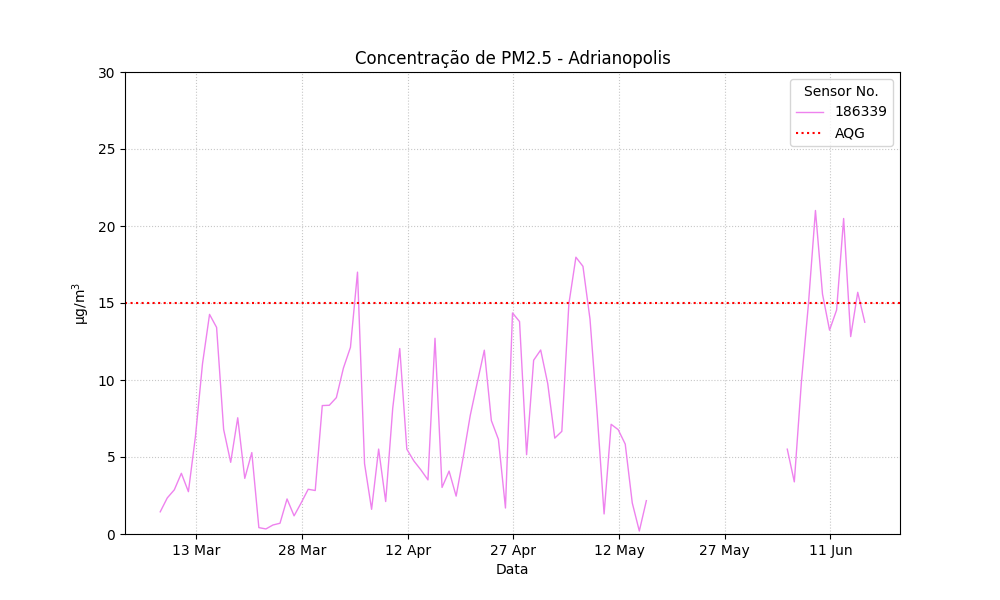 Concentração de PM2.5 - Adrianopolis
30
25
20
15
10
5
0
µg/m³
Sensor No.
186339
AQG
13 Mar
28 Mar
12 Apr
27 Apr
12 May
27 May
11 Jun
Data